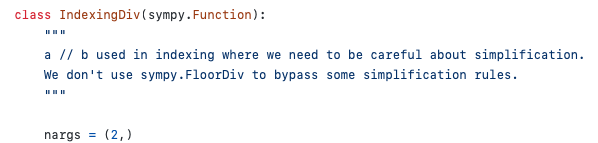 class IndexingDiv(sympy.Function):
"""
a // b used in indexing where we need to be careful about simplification.
We don't use sympy.FloorDiv to bypass some simplification rules.
"""
nargs = (2,)